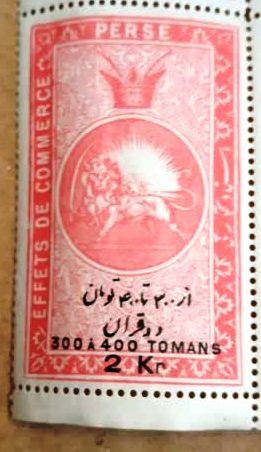 PERSE
EFFETS DE COMMERCE
از ۳۰۰ تا ۴۰۰ تومان
دو قران
300 À 400 TOMANS
2 Kr